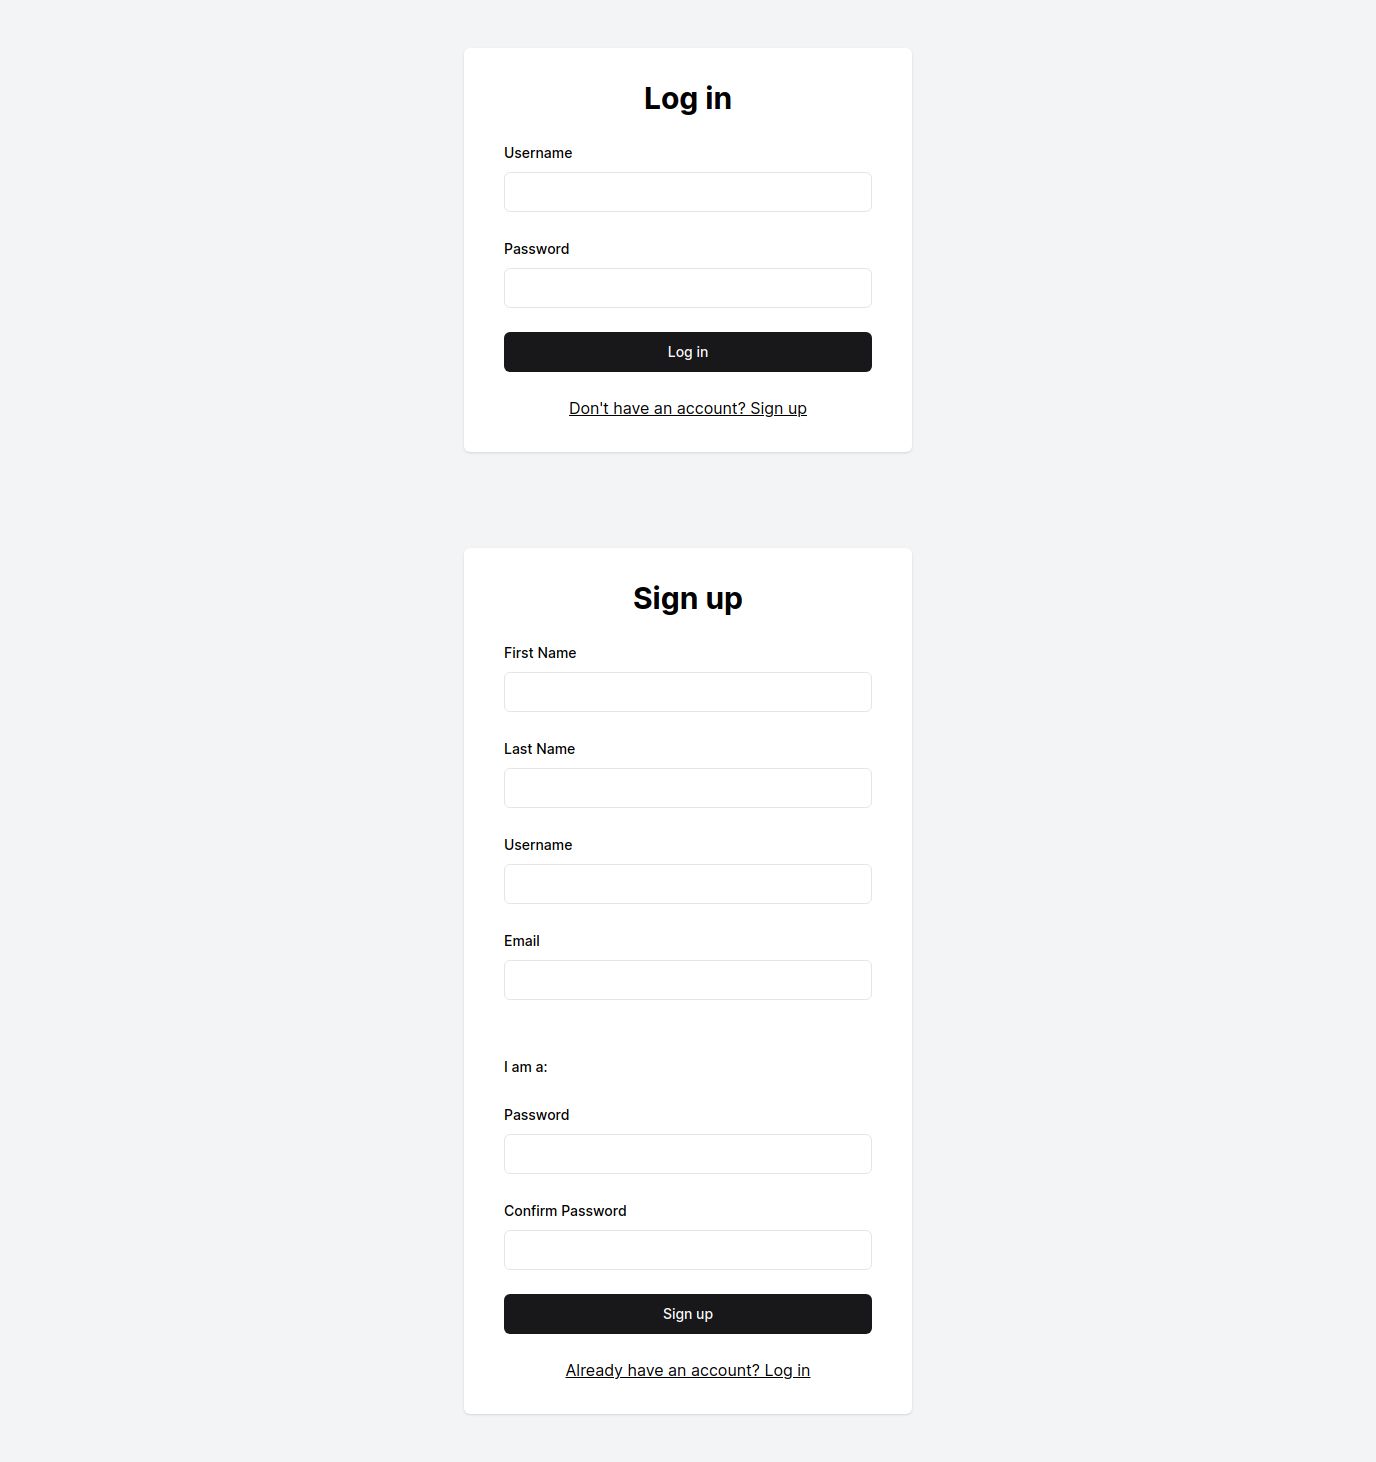 Log in
Username
Password
Log in
Don't have an account? Sign up
Sign up
First Name
Last Name
Username
Email
I am a:
Password
Confirm Password
Sign up
Already have an account? Log in